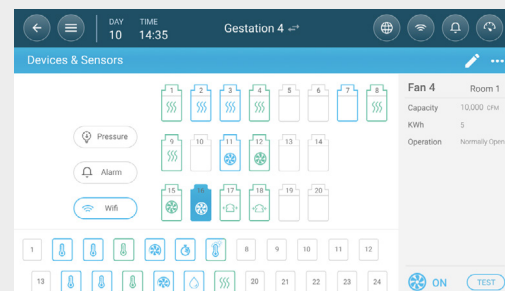 DAY TIME
10 14:35 Gestation 4
Devices & Sensors
1 2 3 4 5 6 7 8
9 10 11 12 13 14
15 16 17 18 19 20
Pressure
Alarm
Wifi
Fan 4 Room 1
Capacity 10,000 CFM
KWh 5
Operation Normally Open
1 8 9 10 11 12
13 20 21 22 23 24
ON TEST